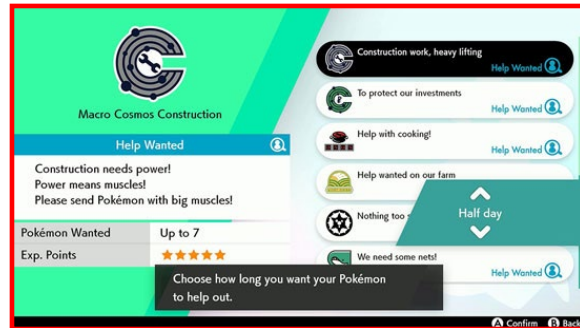 Macro Cosmos Construction
Help Wanted
Construction needs power!
Power means muscles!
Please send Pokémon with big muscles!
Pokémon Wanted Up to 7
Exp. Points ★★★★★
Construction work, heavy lifting
Help Wanted
To protect our investments
Help Wanted
Help with cooking!
Help Wanted
Help wanted on our farm
Half day
Nothing too
We need some nets!
Help Wanted
Choose how long you want your Pokémon
to help out.
A Confirm B Back